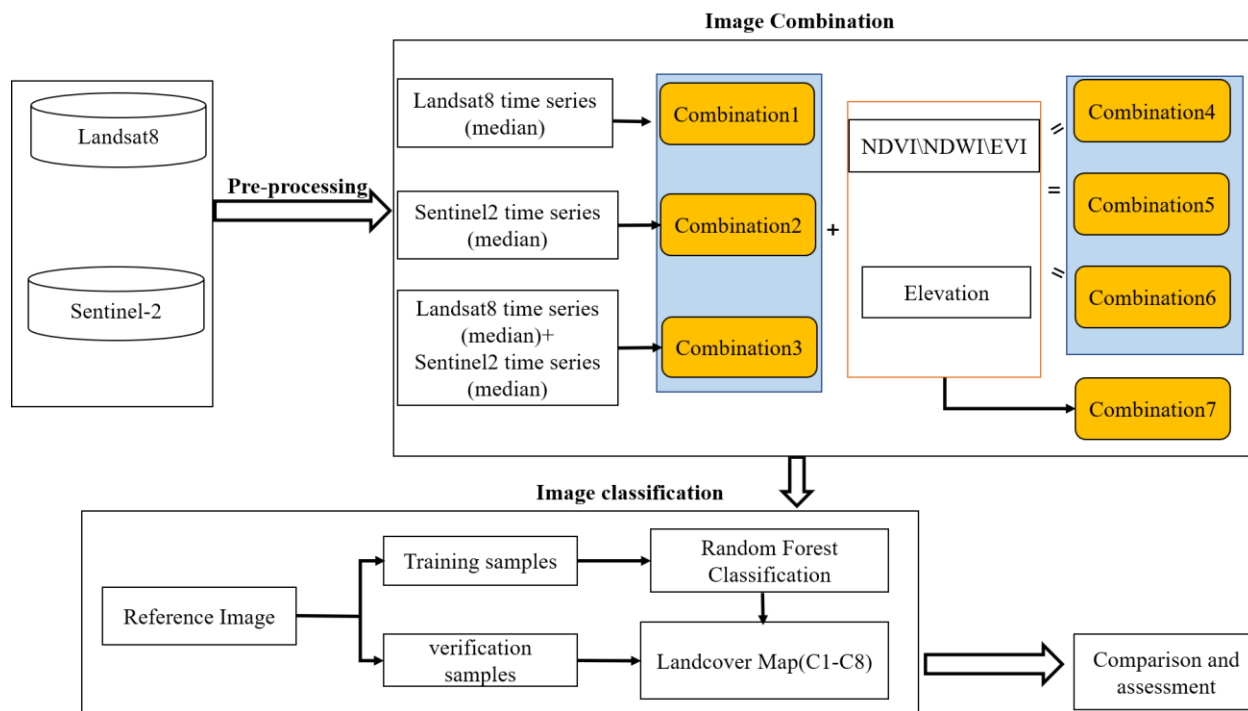 Image Combination
Landsat8
Sentinel-2
Pre-processing
Landsat8 time series
(median)
Sentinel2 time series
(median)
Landsat8 time series
(median)+
Sentinel2 time series
(median)
Combination1
Combination2
Combination3
+
NDVI\NDWI\EVI
Elevation
=
=
=
Combination4
Combination5
Combination6
Combination7
Image classification
Reference Image
Training samples
verification
samples
Random Forest
Classification
Landcover Map(C1-C8)
Comparison and
assessment